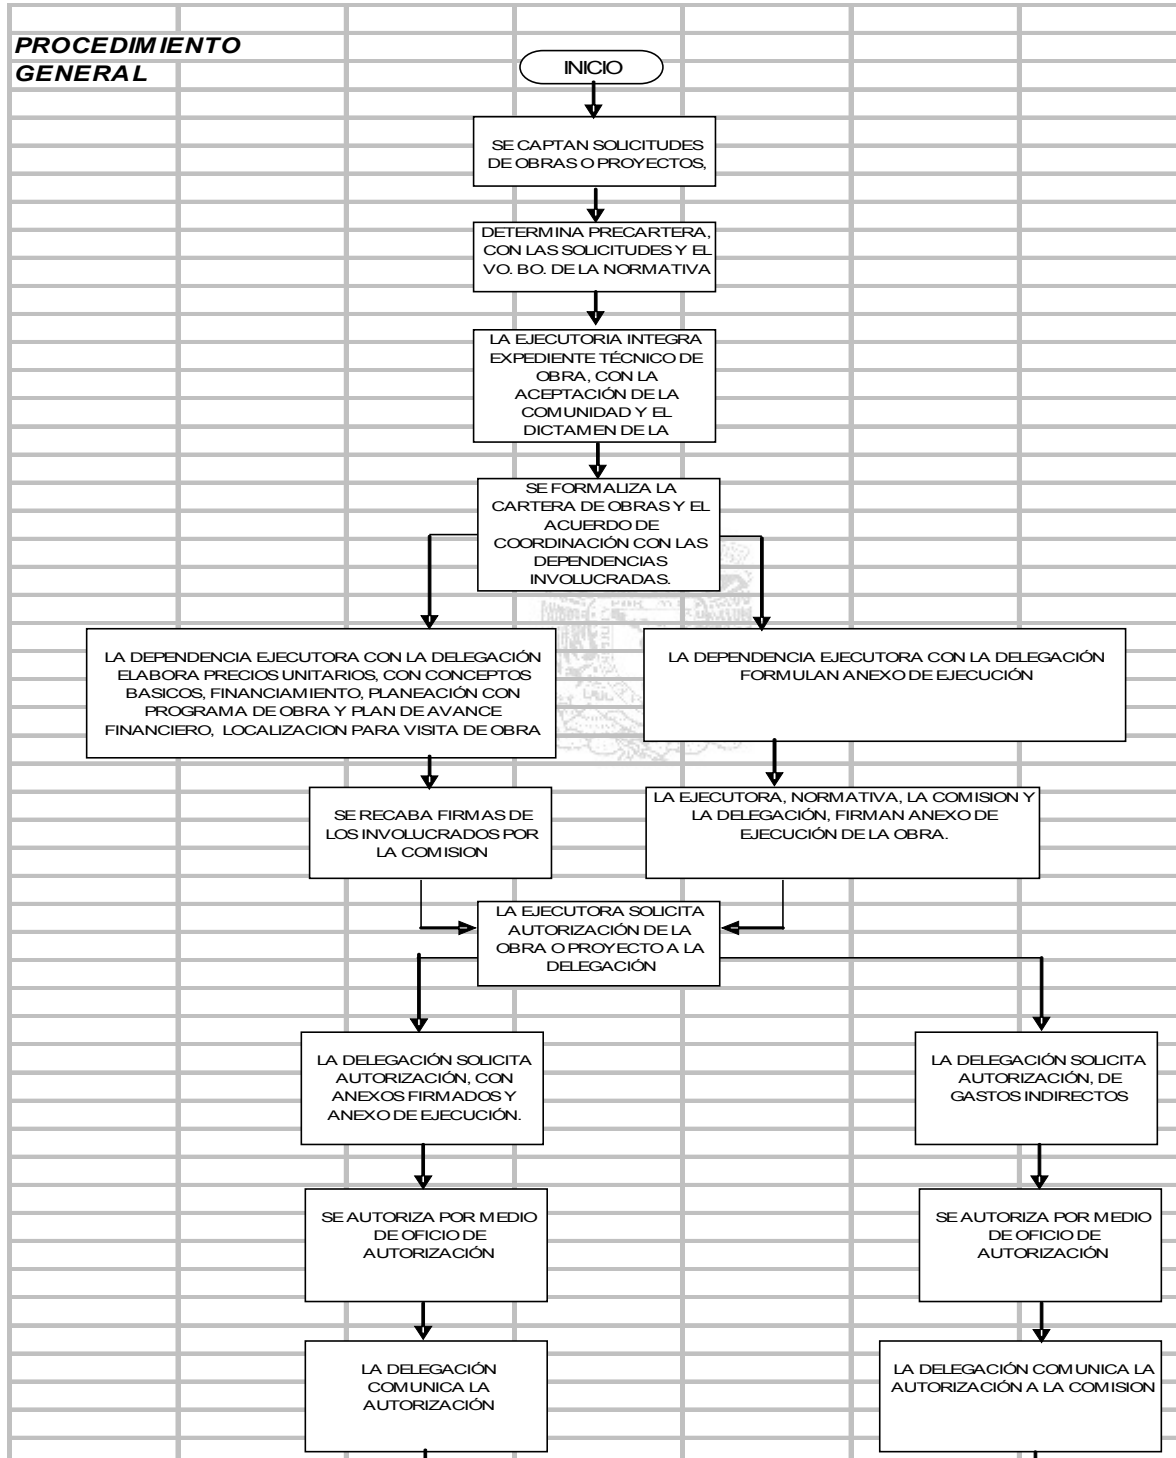 PROCEDIMIENTO
GENERAL
INICIO
SE CAPTAN SOLICITUDES
DE OBRAS O PROYECTOS,
DETERMINA PRECARTERA,
CON LAS SOLICITUDES Y EL
VO. BO. DE LA NORMATIVA
LA EJECUTORIA INTEGRA
EXPEDIENTE TÉCNICO DE
OBRA, CON LA
ACEPTACIÓN DE LA
COMUNIDAD Y EL
DICTAMEN DE LA
SE FORMALIZA LA
CARTERA DE OBRAS Y EL
ACUERDO DE
COORDINACIÓN CON LAS
DEPENDENCIAS
INVOLUCRADAS.
LA DEPENDENCIA EJECUTORA CON LA DELEGACIÓN
ELABORA PRECIOS UNITARIOS, CON CONCEPTOS
BASICOS, FINANCIAMIENTO, PLANEACIÓN CON
PROGRAMA DE OBRA Y PLAN DE AVANCE
FINANCIERO, LOCALIZACION PARA VISITA DE OBRA
LA DEPENDENCIA EJECUTORA CON LA DELEGACIÓN
FORMULAN ANEXO DE EJECUCIÓN
SE RECABA FIRMAS DE
LOS INVOLUCRADOS POR
LA COMISION
LA EJECUTORA, NORMATIVA, LA COMISION Y
LA DELEGACIÓN, FIRMAN ANEXO DE
EJECUCIÓN DE LA OBRA.
LA EJECUTORA SOLICITA
AUTORIZACIÓN DE LA
OBRA O PROYECTO A LA
DELEGACIÓN
LA DELEGACIÓN SOLICITA
AUTORIZACIÓN, CON
ANEXOS FIRMADOS Y
ANEXO DE EJECUCIÓN.
LA DELEGACIÓN SOLICITA
AUTORIZACIÓN, DE
GASTOS INDIRECTOS
SE AUTORIZA POR MEDIO
DE OFICIO DE
AUTORIZACIÓN
SE AUTORIZA POR MEDIO
DE OFICIO DE
AUTORIZACIÓN
LA DELEGACIÓN
COMUNICA LA
AUTORIZACIÓN
LA DELEGACIÓN COMUNICA LA
AUTORIZACIÓN A LA COMISION